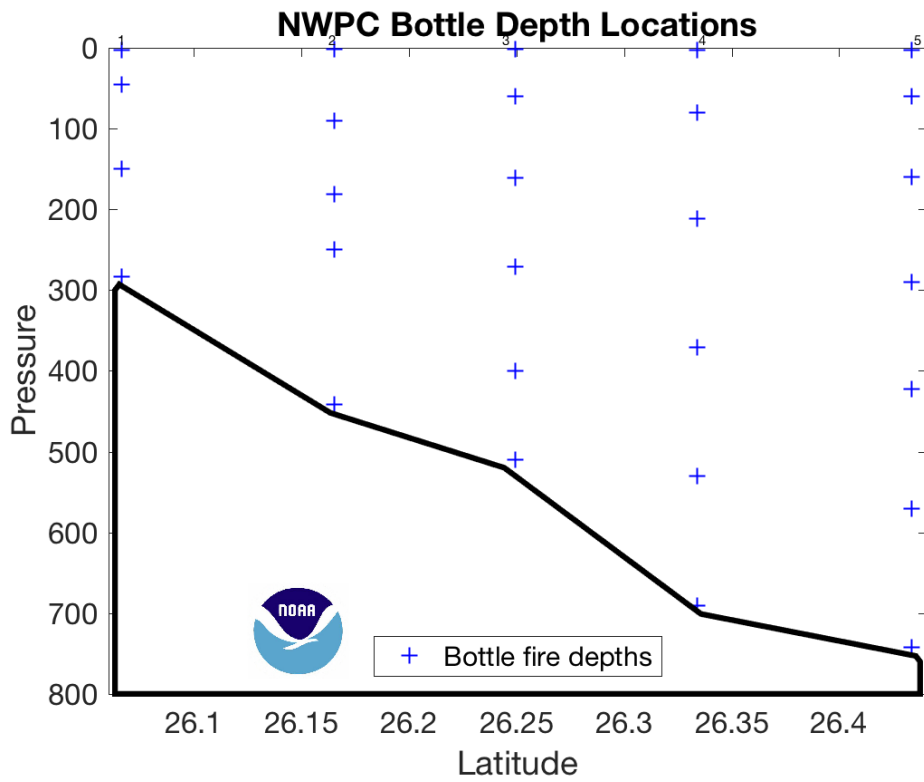 NWPC Bottle Depth Locations
1 2 3 4 5
0
100
200
300
400
500
600
700
800
Pressure
NOAA
Bottle fire depths
26.1 26.15 26.2 26.25 26.3 26.35 26.4
Latitude